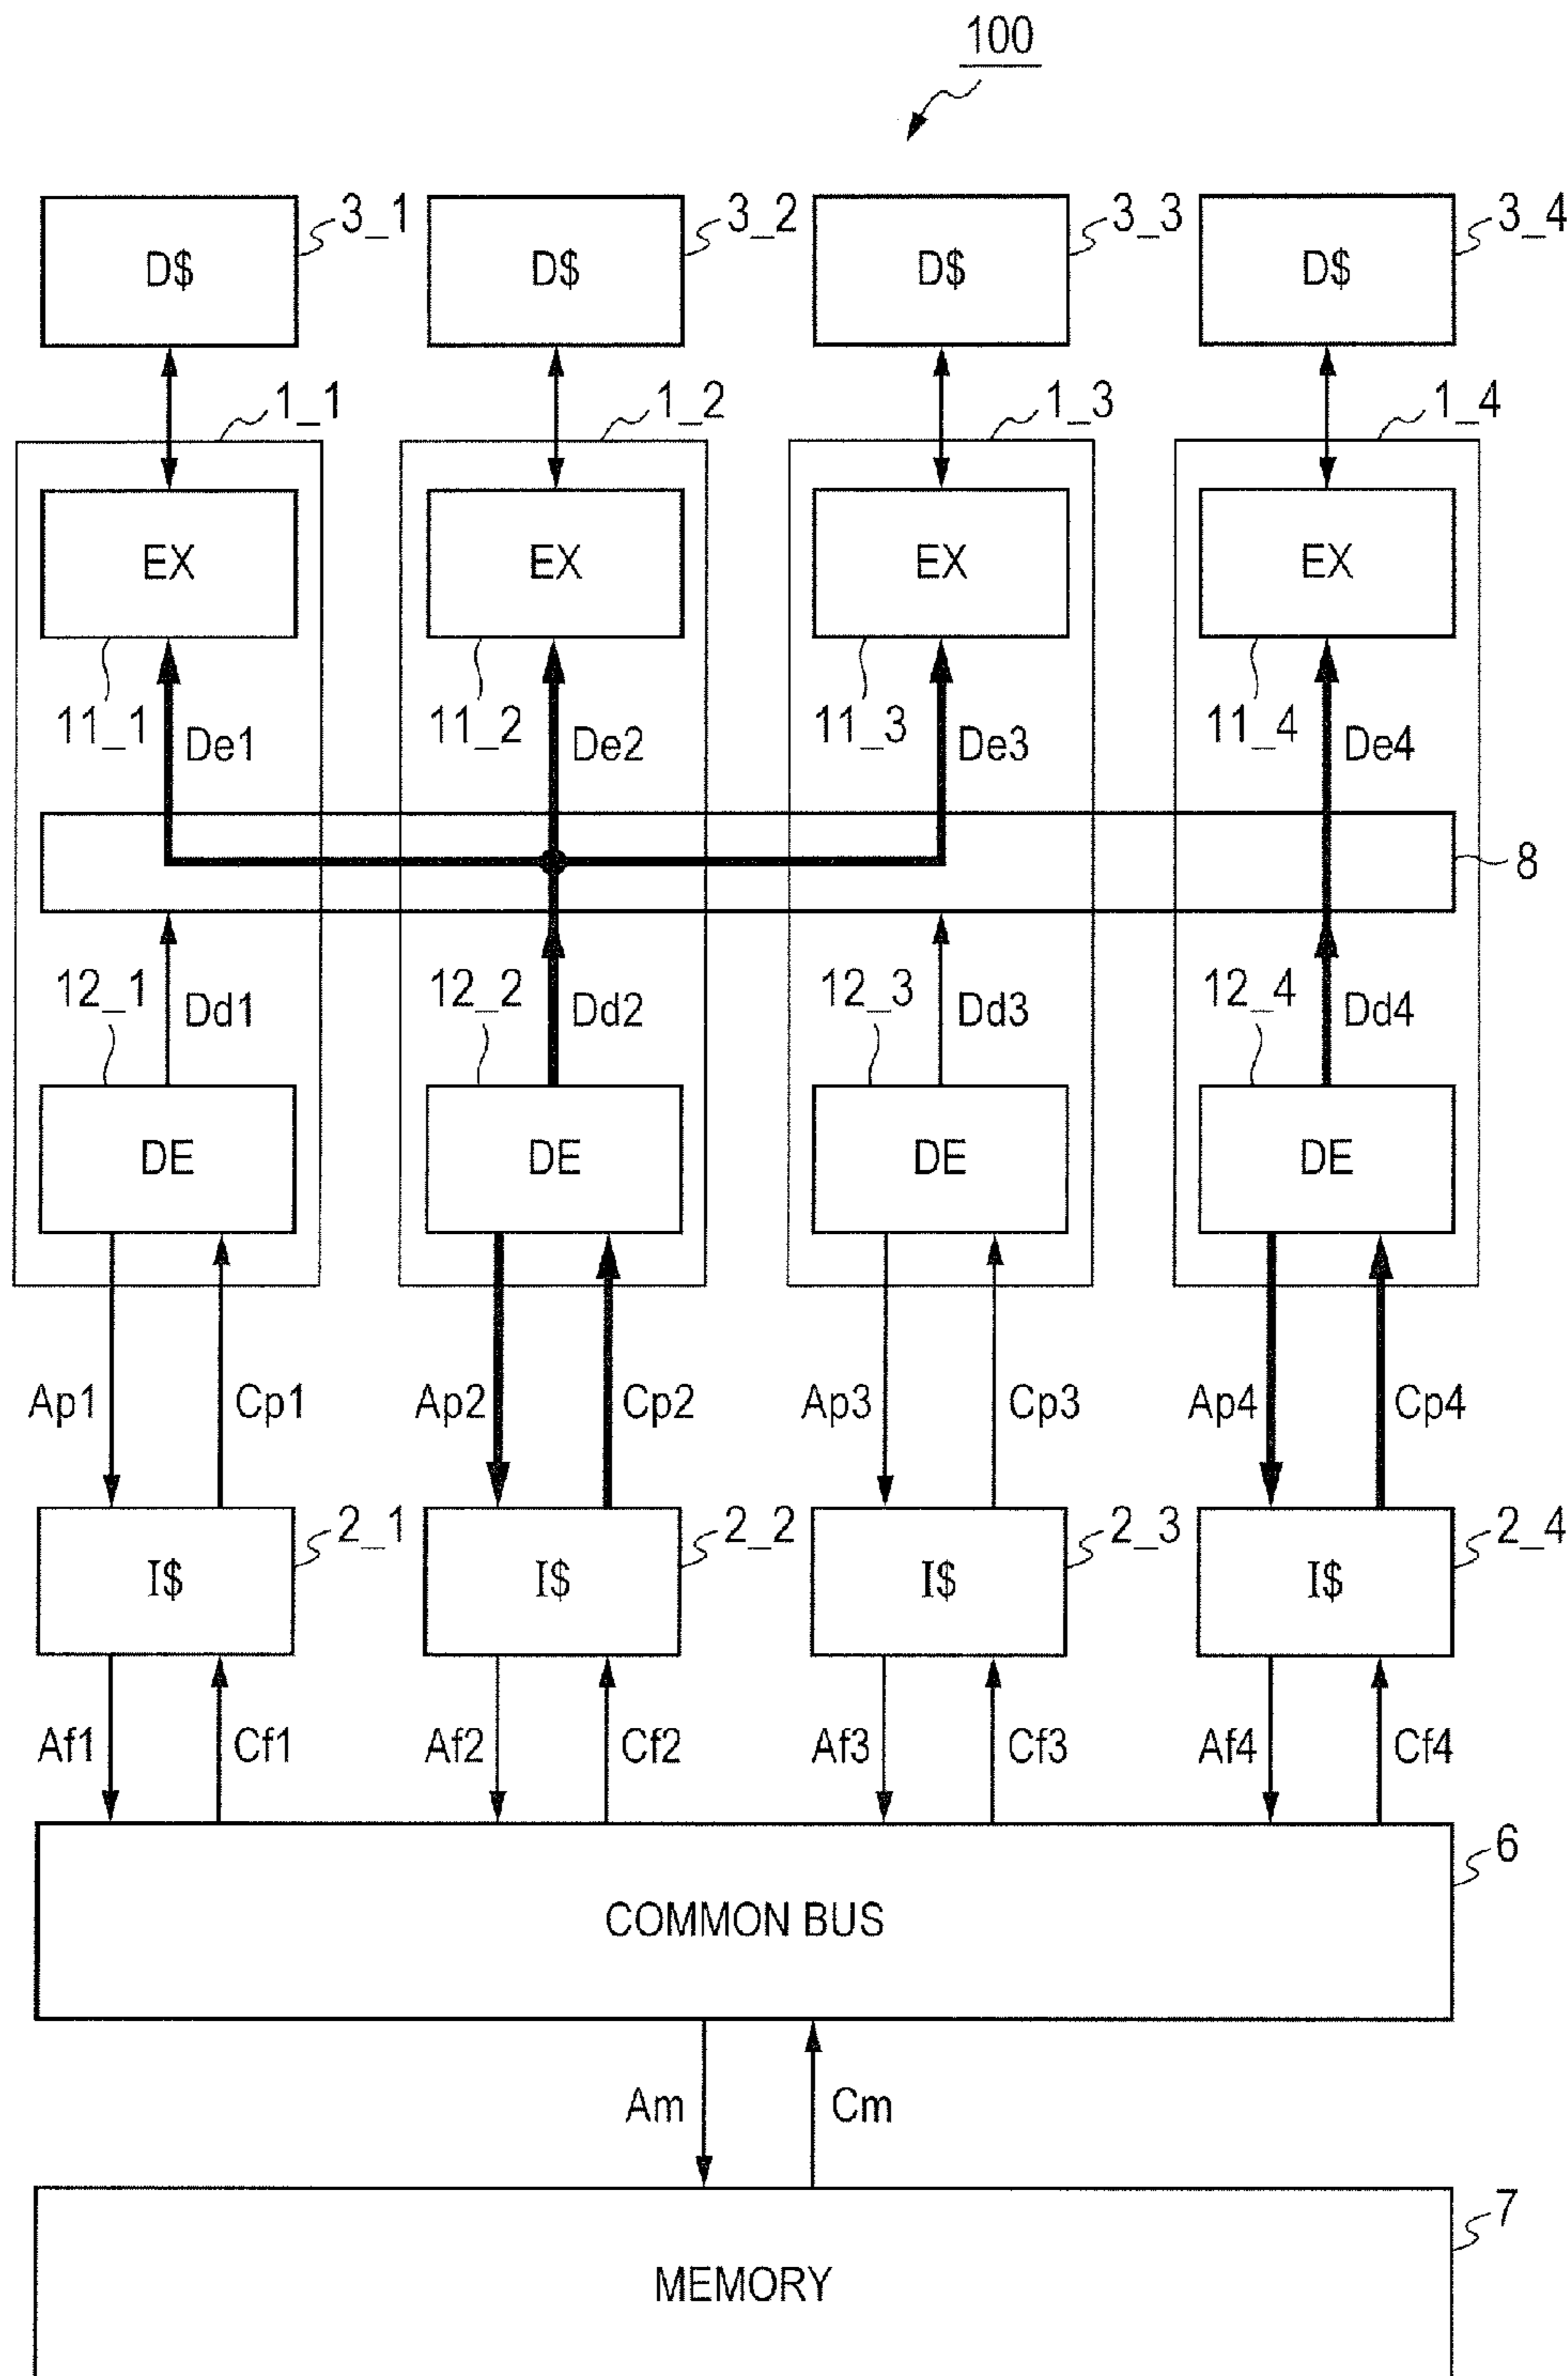 100
3_1 3_2 3_3 3_4
D$ D$ D$ D$
1_1 1_2 1_3 1_4
EX EX EX EX
11_1 De1 11_2 De2 11_3 De3 11_4 De4
8
12_1 Dd1 12_2 Dd2 12_3 Dd3 12_4 Dd4
DE DE DE DE
Ap1 Cp1 Ap2 Cp2 Ap3 Cp3 Ap4 Cp4
2_1 2_2 2_3 2_4
I$ I$ I$ I$
Af1 Cf1 Af2 Cf2 Af3 Cf3 Af4 Cf4
6
COMMON BUS
Am Cm
7
MEMORY